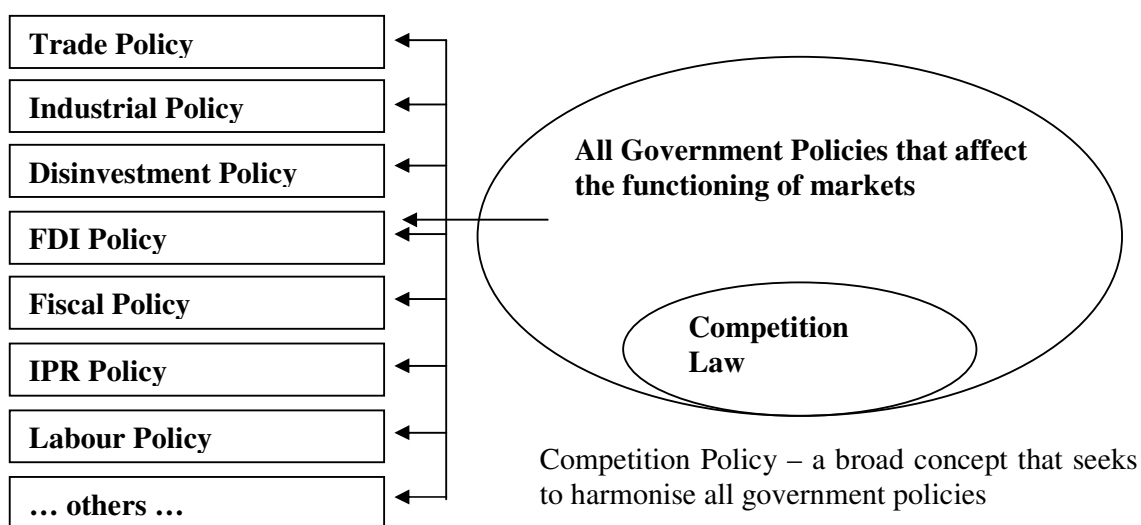 Trade Policy
Industrial Policy
Disinvestment Policy
FDI Policy
Fiscal Policy
IPR Policy
Labour Policy
… others …
All Government Policies that affect
the functioning of markets
Competition
Law
Competition Policy – a broad concept that seeks
to harmonise all government policies